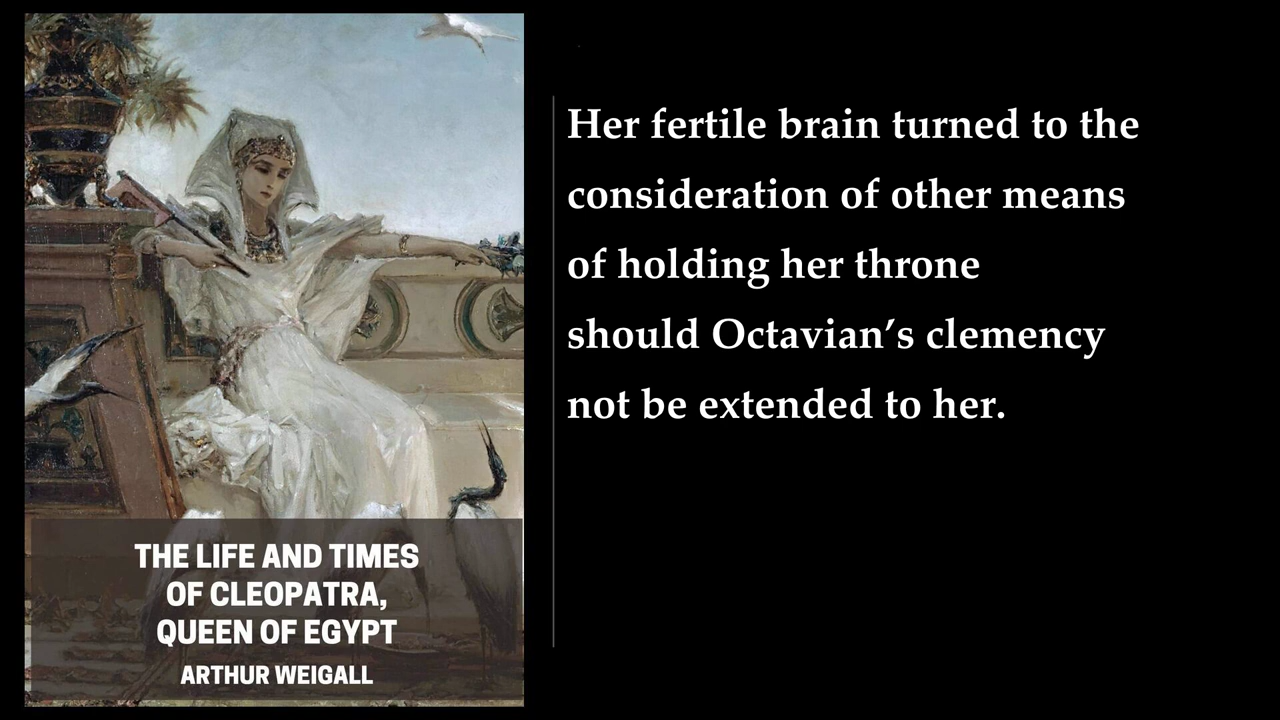 THE LIFE AND TIMES
OF CLEOPATRA,
QUEEN OF EGYPT
ARTHUR WEIGALL
Her fertile brain turned to the
consideration of other means
of holding her throne
should Octavian’s clemency
not be extended to her.